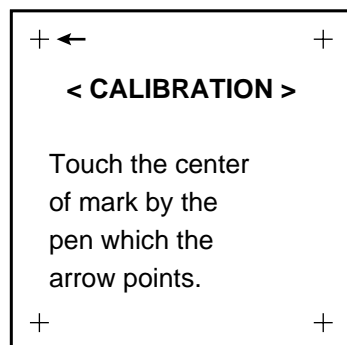 < CALIBRATION >
Touch the center
of mark by the
pen which the
arrow points.